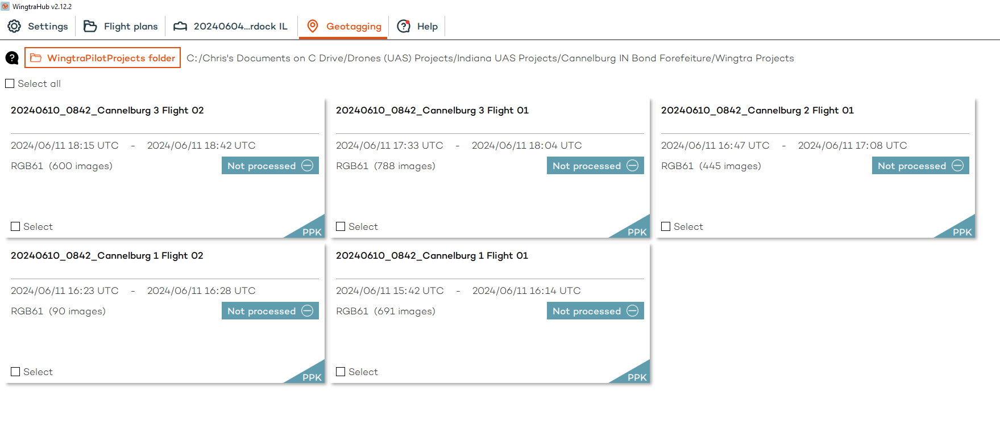 WingtraHub v2.12.2
Settings Flight plans 20240604...rdock IL Geotagging Help
WingtraPilotProjects folder C:/Chris's Documents on C Drive/Drones (UAS) Projects/Indiana UAS Projects/Cannelburg IN Bond Forefeiture/Wingtra Projects
Select all
20240610_0842_Cannelburg 3 Flight 02
2024/06/11 18:15 UTC - 2024/06/11 18:42 UTC
RGB61 (600 images) Not processed
Select PPK
20240610_0842_Cannelburg 3 Flight 01
2024/06/11 17:33 UTC - 2024/06/11 18:04 UTC
RGB61 (788 images) Not processed
Select PPK
20240610_0842_Cannelburg 2 Flight 01
2024/06/11 16:47 UTC - 2024/06/11 17:08 UTC
RGB61 (445 images) Not processed
Select PPK
20240610_0842_Cannelburg 1 Flight 02
2024/06/11 16:23 UTC - 2024/06/11 16:28 UTC
RGB61 (90 images) Not processed
Select PPK
20240610_0842_Cannelburg 1 Flight 01
2024/06/11 15:42 UTC - 2024/06/11 16:14 UTC
RGB61 (691 images) Not processed
Select PPK